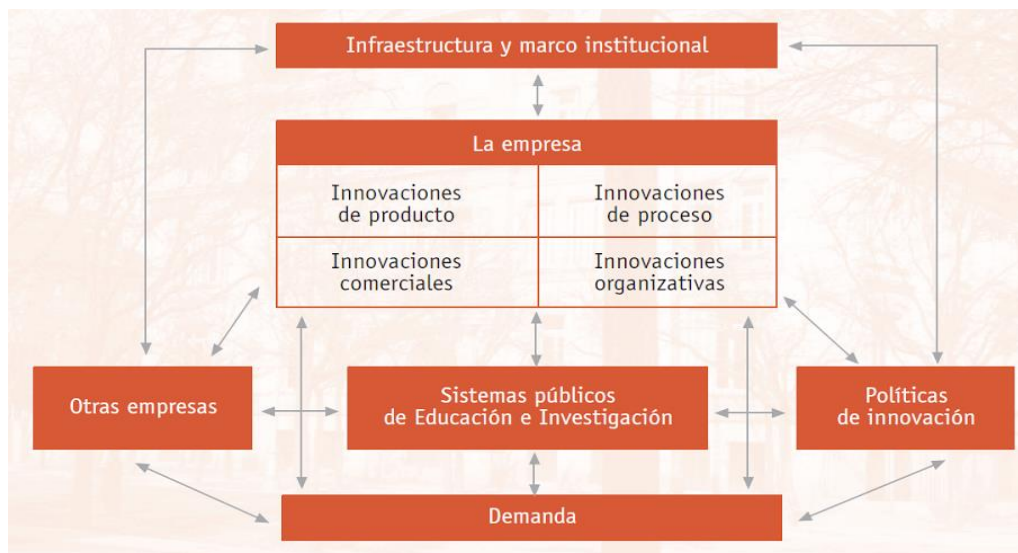 Infraestructura y marco institucional
La empresa
Innovaciones
de producto
Innovaciones
de proceso
Innovaciones
comerciales
Innovaciones
organizativas
Otras empresas
Sistemas públicos
de Educación e Investigación
Políticas
de innovación
Demanda